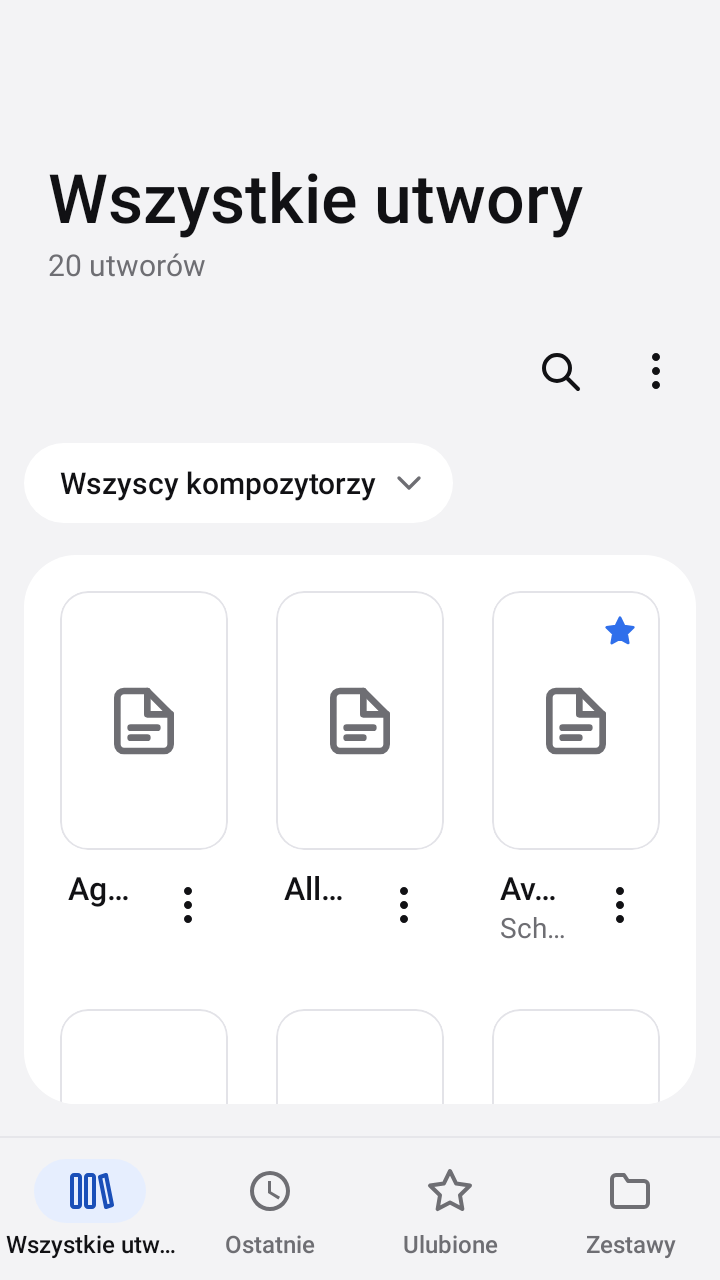 Wszystkie utwory
20 utworów
Wszyscy kompozytorzy
Ag...
All...
Av...
Sch...
Wszystkie utw...
Ostatnie
Ulubione
Zestawy